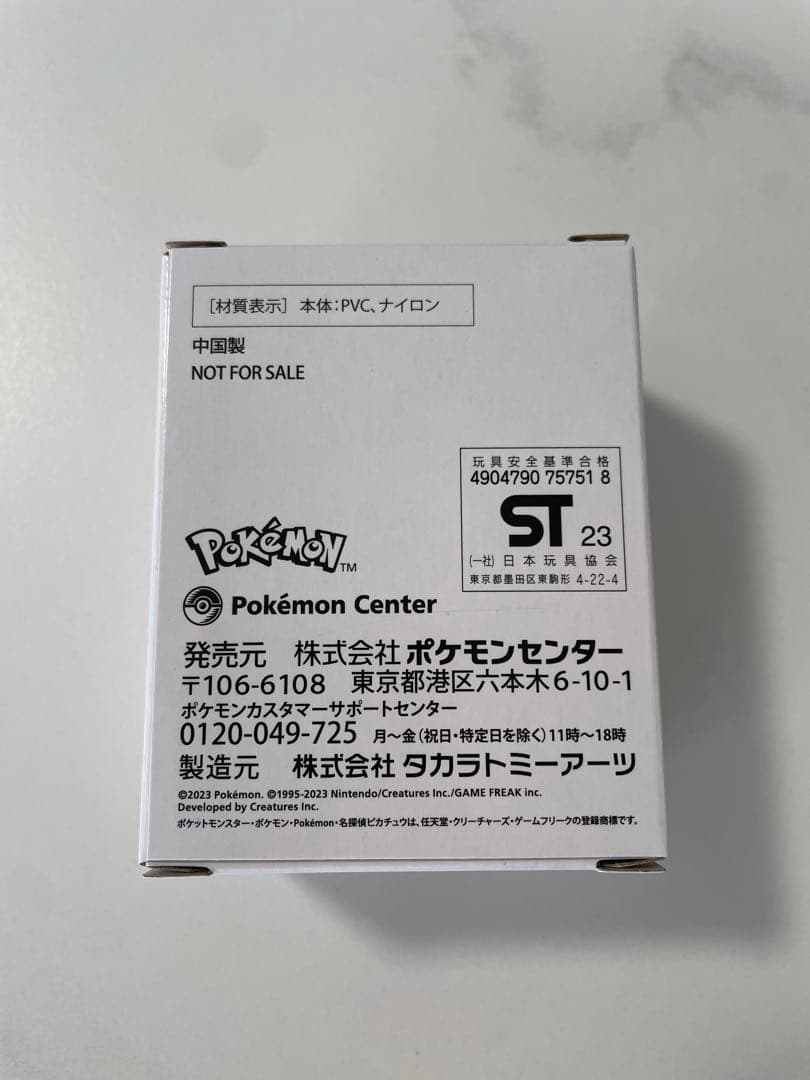 ［材質表示］ 本体：PVC、ナイロン
中国製
NOT FOR SALE
玩具安全基準合格
4904790 75751 8
ST 23
(一社) 日本玩具協会
東京都墨田区東駒形 4-22-4
POKéMON TM
Pokémon Center
発売元 株式会社 ポケモンセンター
〒106-6108 東京都港区六本木6-10-1
ポケモンカスタマーサポートセンター
0120-049-725 月～金（祝日・特定日を除く）11時～18時
製造元 株式会社 タカラトミーアーツ
©2023 Pokémon. ©1995-2023 Nintendo/Creatures Inc./GAME FREAK inc.
Developed by Creatures Inc.
ポケットモンスター・ポケモン・Pokémon・名探偵ピカチュウは、任天堂・クリーチャーズ・ゲームフリークの登録商標です。